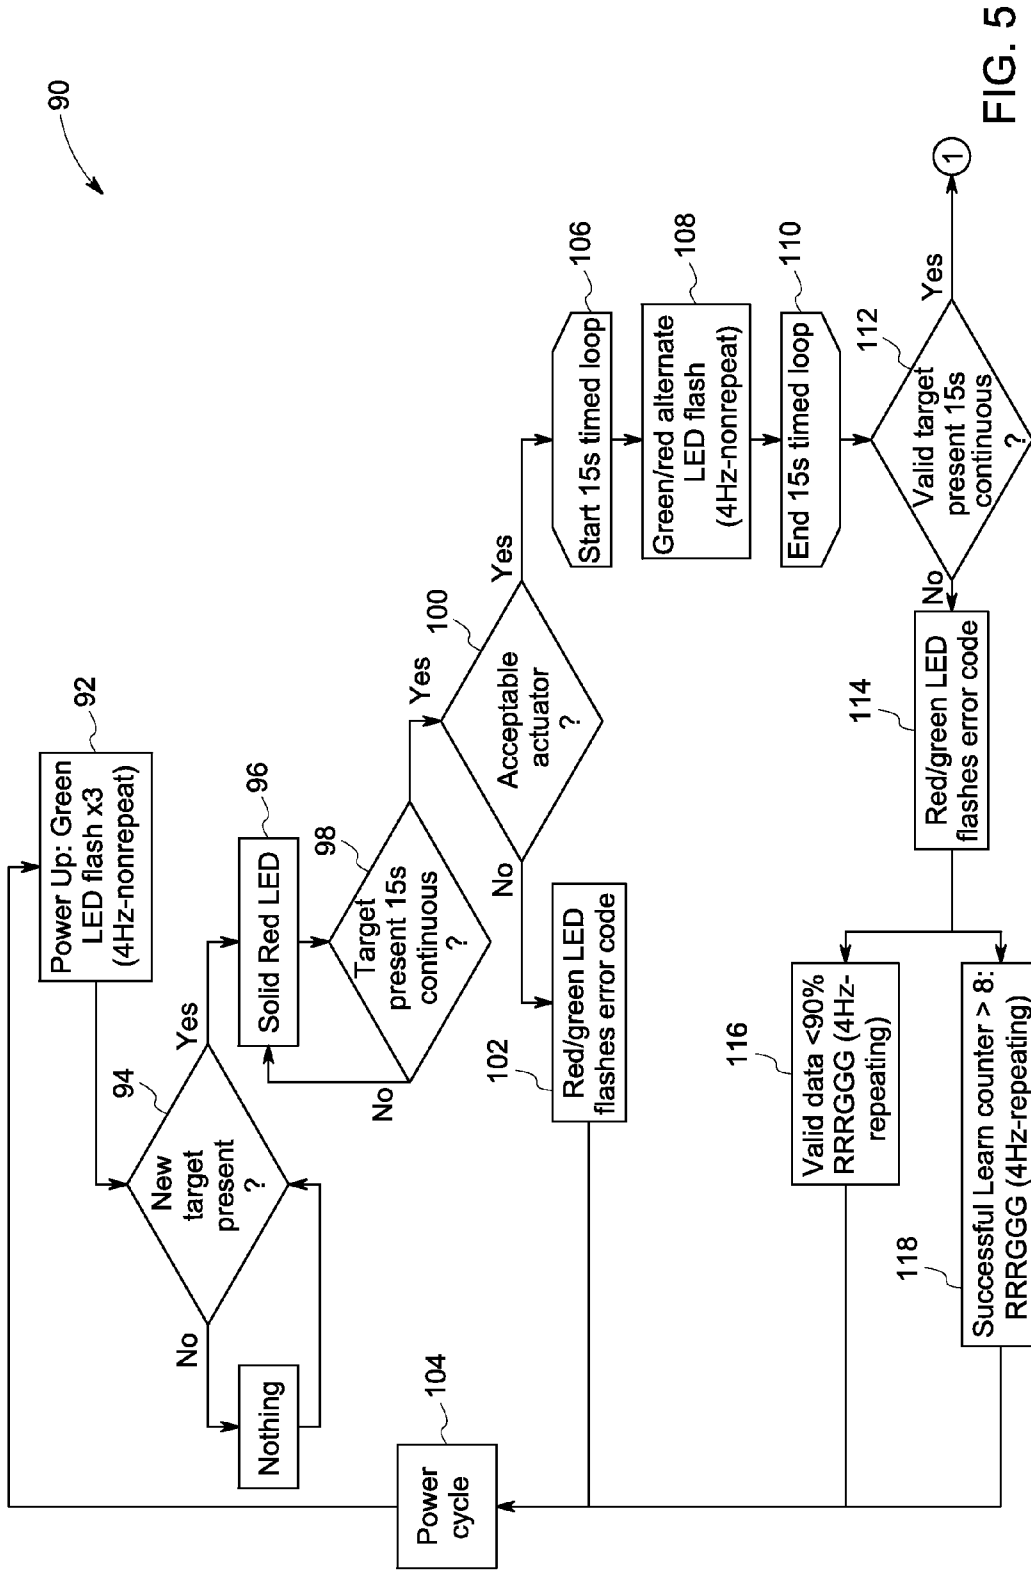 90
92
Power Up: Green
LED flash x3
(4Hz-nonrepeat)
94
New
target
present
?
Yes
No
Nothing
96
Solid Red LED
98
Target
present 15s
continuous
?
Yes
No
100
Acceptable
actuator
?
Yes
No
102
Red/green LED
flashes error code
104
Power
cycle
106
Start 15s timed loop
108
Green/red alternate
LED flash
(4Hz-nonrepeat)
110
End 15s timed loop
112
Valid target
present 15s
continuous
?
Yes
1
No
114
Red/green LED
flashes error code
116
Valid data <90%
RRRGGG (4Hz-
repeating)
118
Successful Learn counter > 8:
RRRGGG (4Hz-repeating)
FIG. 5